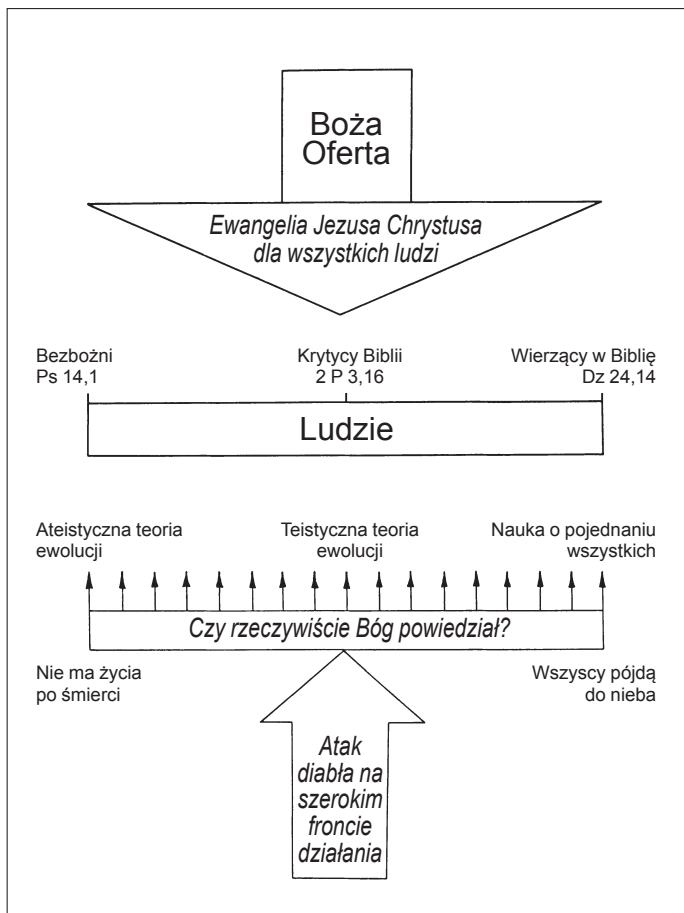 Boża
Oferta
Ewangelia Jezusa Chrystusa
dla wszystkich ludzi
Bezbożni
Ps 14,1
Krytycy Biblii
2 P 3,16
Wierzący w Biblię
Dz 24,14
Ludzie
Ateistyczna teoria
ewolucji
Teistyczna teoria
ewolucji
Nauka o pojednaniu
wszystkich
Czy rzeczywiście Bóg powiedział?
Nie ma życia
po śmierci
Wszyscy pójdą
do nieba
Atak
diabła na
szerokim
froncie
działania